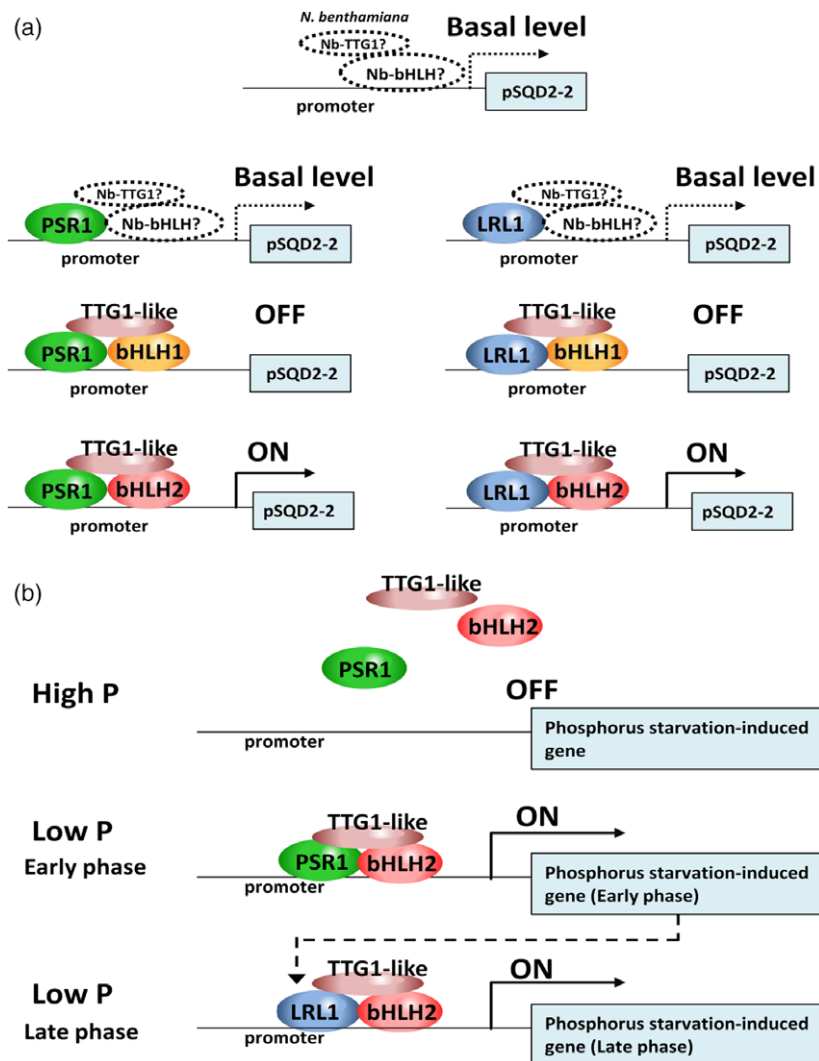 (a)
N. benthamiana
Nb-TTG1?
Basal level
Nb-bHLH?
pSQD2-2
promoter
Nb-TTG1?
Basal level
PSR1
Nb-bHLH?
pSQD2-2
promoter
Nb-TTG1?
Basal level
LRL1
Nb-bHLH?
pSQD2-2
promoter
TTG1-like
OFF
PSR1
bHLH1
pSQD2-2
promoter
TTG1-like
OFF
LRL1
bHLH1
pSQD2-2
promoter
TTG1-like
ON
PSR1
bHLH2
pSQD2-2
promoter
TTG1-like
ON
LRL1
bHLH2
pSQD2-2
promoter
(b)
TTG1-like
bHLH2
PSR1
High P
OFF
promoter
Phosphorus starvation-induced
gene
Low P
Early phase
TTG1-like
ON
PSR1
bHLH2
promoter
Phosphorus starvation-induced
gene (Early phase)
Low P
Late phase
TTG1-like
ON
LRL1
bHLH2
promoter
Phosphorus starvation-induced
gene (Late phase)